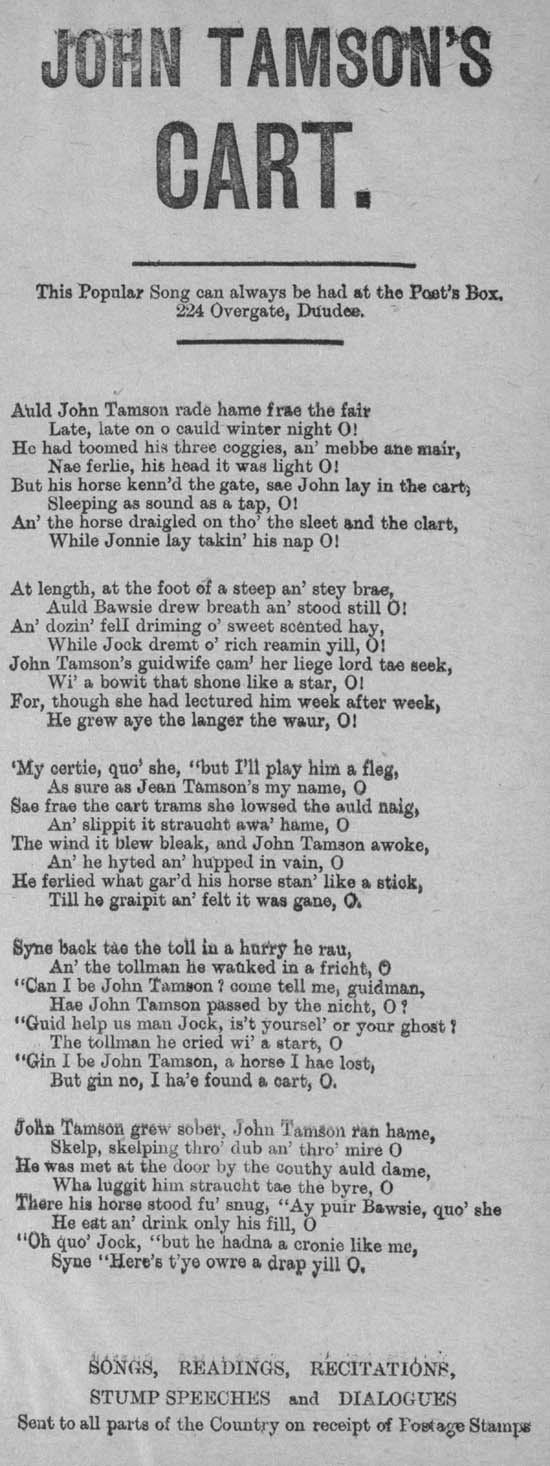 JOHN TAMSON'S
CART.
This Popular Song can always be had at the Poet's Box,
224 Overgate, Duudee.
Auld John Tamson rade hame frae the fair
Late, late on o cauld winter night O!
He had toomed his three coggies, an' mebbe ane mair,
Nae ferlie, his head it was light O!
But his horse kenn'd the gate, sae John lay in the cart;
Sleeping as sound as a tap, O!
An' the horse draigled on tho' the sleet and the clart,
While Jonnie lay takin' his nap O!
At length, at the foot of a steep an' stey brae,
Auld Bawsie drew breath an' stood still O!
An' dozin' fell driming o' sweet scented hay,
While Jock dremt o' rich reamin yill, O!
John Tamson's guidwife cam' her liege lord tae seek,
Wi' a bowit that shone like a star, O!
For, though she had lectured him week after week,
He grew aye the langer the waur, O!
'My certie, quo' she, "but I'll play him a fleg,
As sure as Jean Tamson's my name, O
Sae frae the cart trams she lowsed the auld naig,
An' slippit it straucht awa' hame, O
The wind it blew bleak, and John Tamson awoke,
An' he hyted an' hupped in vain, O
He ferlied what gar'd his horse stan' like a stick,
Till he graipit an' felt it was gane, O.
Syne back tae the toll in a hurry he rau,
An' the tollman he wauked in a fricht, O
"Can I be John Tamson? come tell me, guidman,
Hae John Tamson passed by the nicht, O?
"Guid help us man Jock, is't yoursel' or your ghost?
The tollman he cried wi' a start, O
"Gin I be John Tamson, a horse I hae lost,
But gin no, I ha'e found a cart, O.
John Tamson grew sober, John Tamson ran hame,
Skelp, skelping thro' dub an' thro' mire O
He was met at the door by the couthy auld dame,
Wha luggit him straucht tae the byre, O
There his horse stood fu' snug, "Ay puir Bawsie, quo' she
He eat an' drink only his fill, O
"Oh quo' Jock, "but he hadna a cronie like me,
Syne "Here's t'ye owre a drap yill O.
SONGS, READINGS, RECITATIONS,
STUMP SPEECHES and DIALOGUES
Sent to all parts of the Country on receipt of Postage Stamps